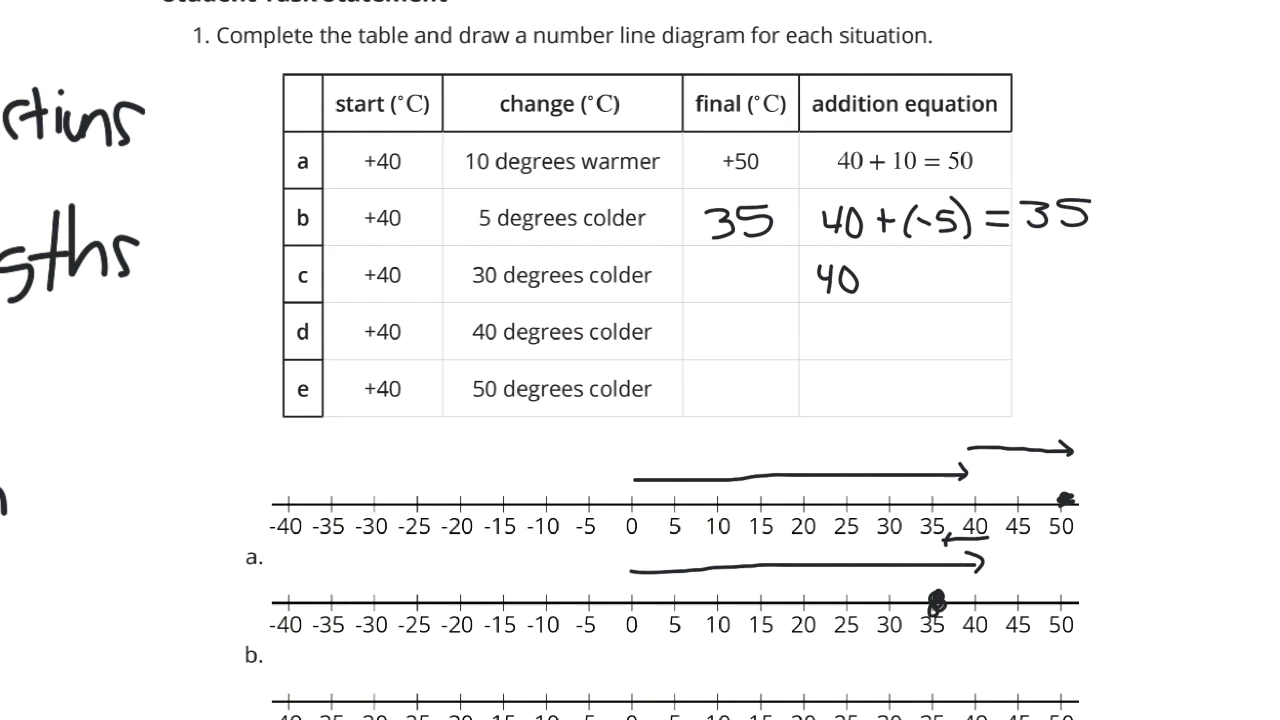 1. Complete the table and draw a number line diagram for each situation.
start (°C) change (°C) final (°C) addition equation
a +40 10 degrees warmer +50 40 + 10 = 50
b +40 5 degrees colder 35 40 + (-5) = 35
c +40 30 degrees colder 40
d +40 40 degrees colder
e +40 50 degrees colder
-40 -35 -30 -25 -20 -15 -10 -5 0 5 10 15 20 25 30 35 40 45 50
a.
-40 -35 -30 -25 -20 -15 -10 -5 0 5 10 15 20 25 30 35 40 45 50
b.